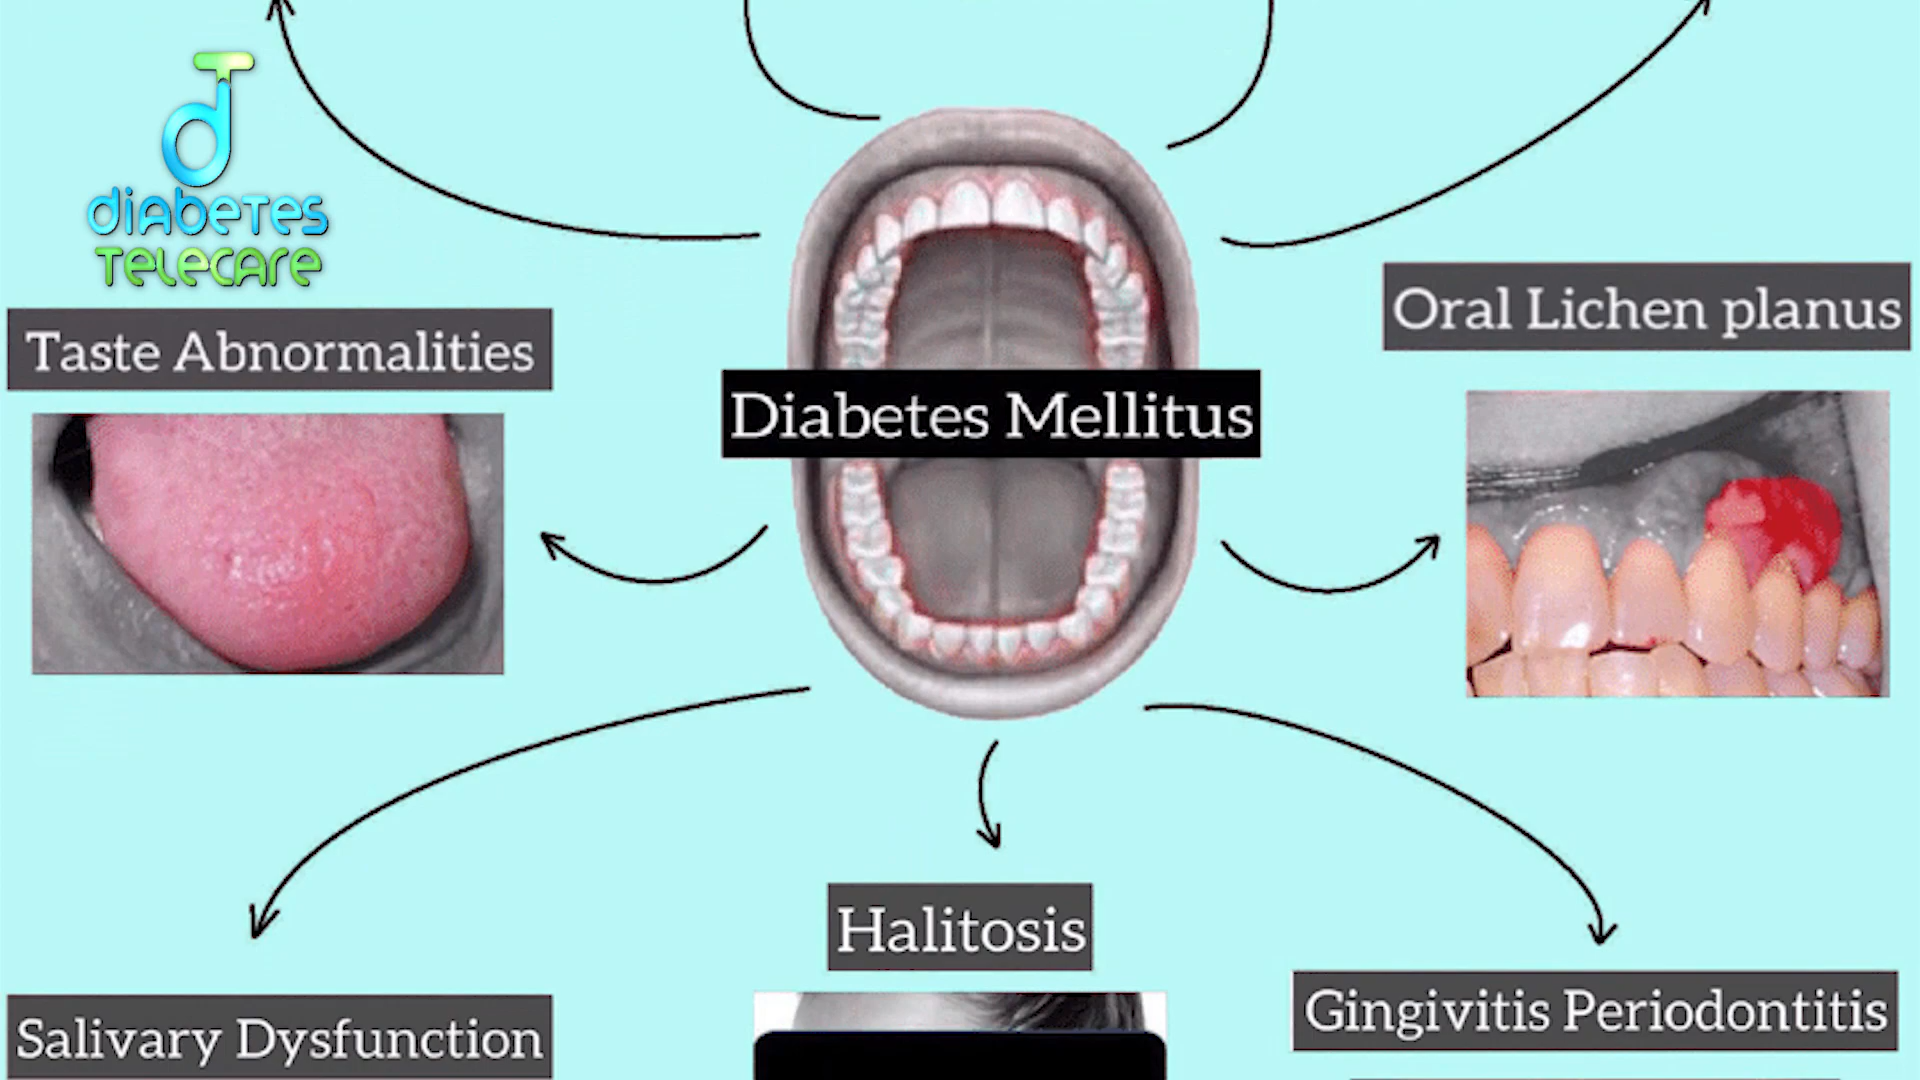 diabetes
Telecare
Taste Abnormalities
Oral Lichen planus
Diabetes Mellitus
Halitosis
Gingivitis Periodontitis
Salivary Dysfunction